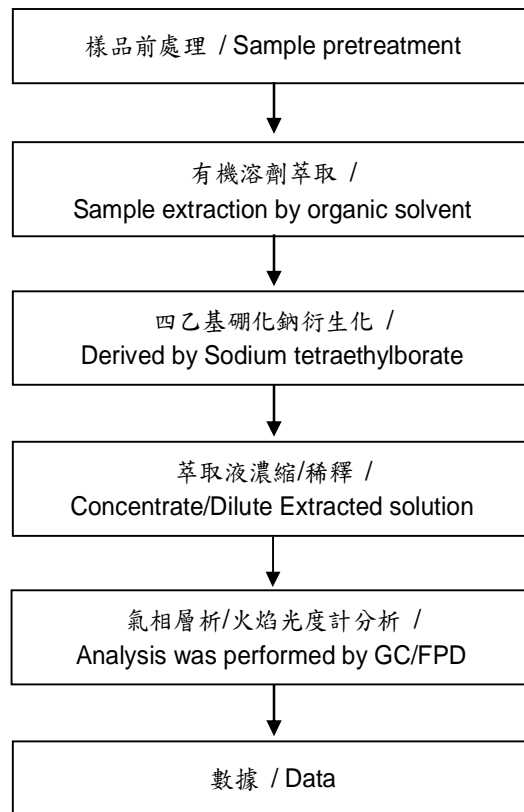 樣品前處理 / Sample pretreatment
有機溶劑萃取 /
Sample extraction by organic solvent
四乙基硼化鈉衍生化 /
Derived by Sodium tetraethylborate
萃取液濃縮/稀釋 /
Concentrate/Dilute Extracted solution
氣相層析/火焰光度計分析 /
Analysis was performed by GC/FPD
數據 / Data